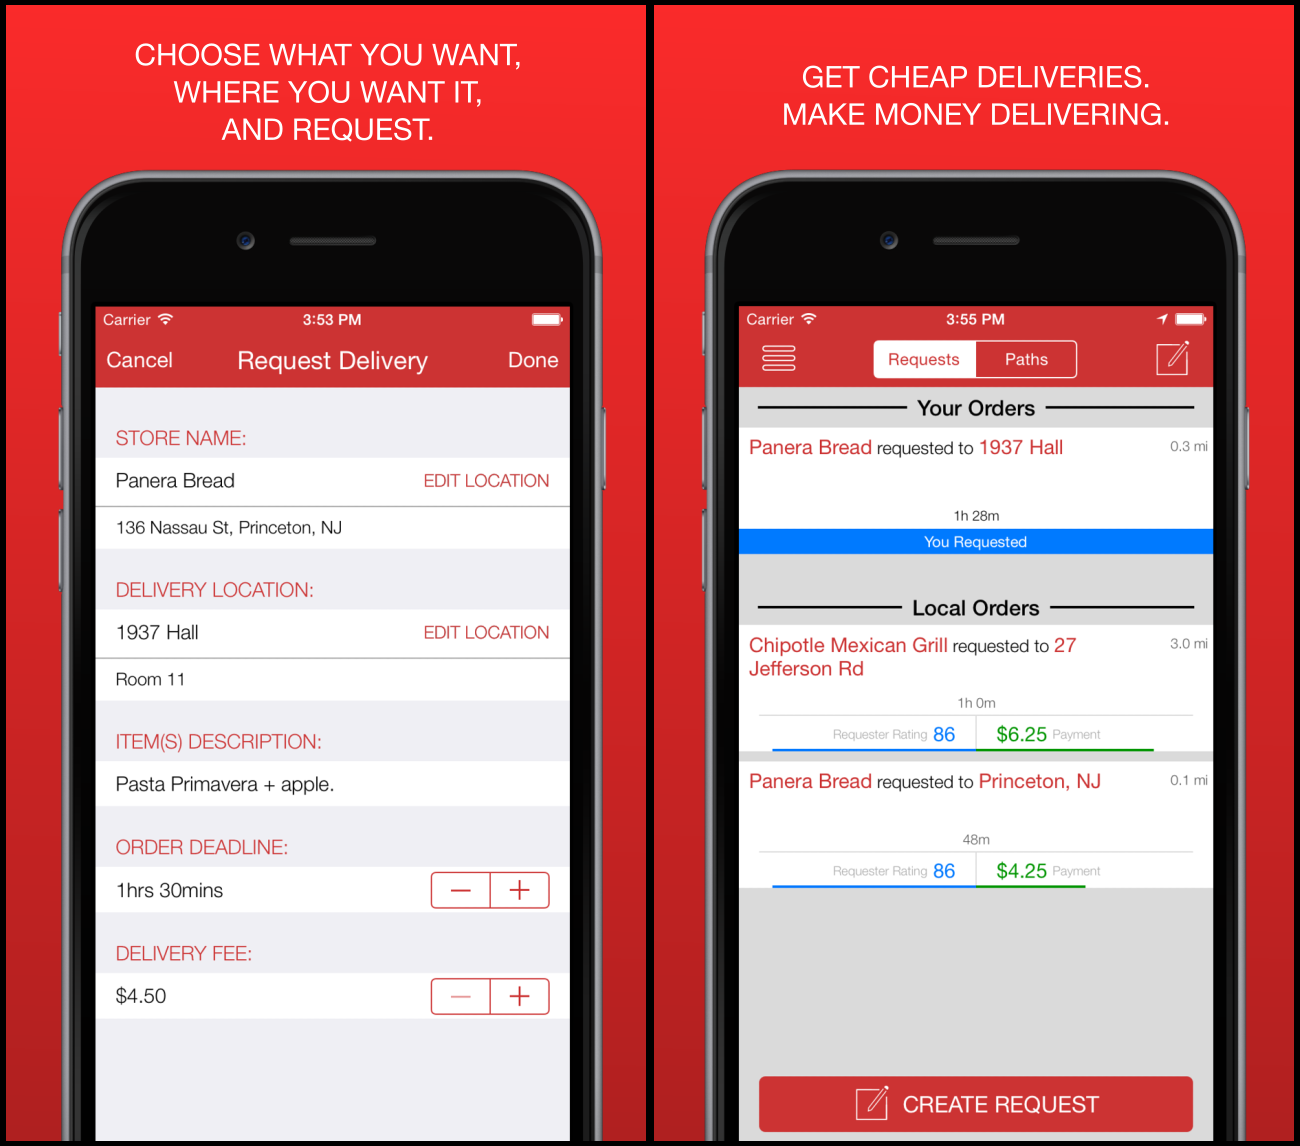 CHOOSE WHAT YOU WANT,
WHERE YOU WANT IT,
AND REQUEST.
Carrier 3:53 PM
Cancel Request Delivery Done
STORE NAME:
Panera Bread EDIT LOCATION
136 Nassau St, Princeton, NJ
DELIVERY LOCATION:
1937 Hall EDIT LOCATION
Room 11
ITEM(S) DESCRIPTION:
Pasta Primavera + apple.
ORDER DEADLINE:
1hrs 30mins − +
DELIVERY FEE:
$4.50 − +
GET CHEAP DELIVERIES.
MAKE MONEY DELIVERING.
Carrier 3:55 PM
Requests Paths
Your Orders
Panera Bread requested to 1937 Hall 0.3 mi
1h 28m
You Requested
Local Orders
Chipotle Mexican Grill requested to 27 3.0 mi
Jefferson Rd
1h 0m
Requester Rating 86 $6.25 Payment
Panera Bread requested to Princeton, NJ 0.1 mi
48m
Requester Rating 86 $4.25 Payment
CREATE REQUEST